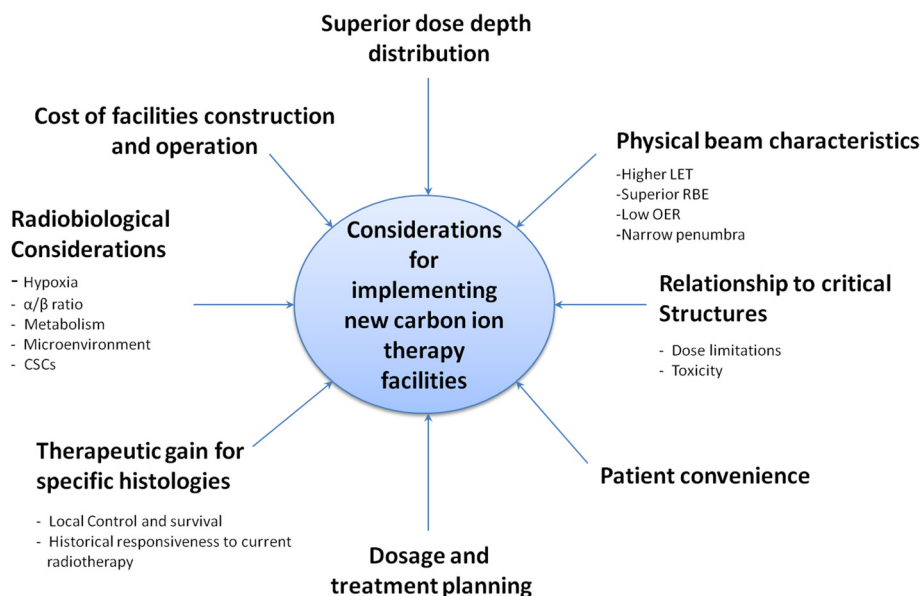 Superior dose depth
distribution
Cost of facilities construction
and operation
Physical beam characteristics
-Higher LET
-Superior RBE
-Low OER
-Narrow penumbra
Radiobiological
Considerations
- Hypoxia
- α/β ratio
- Metabolism
- Microenvironment
- CSCs
Considerations
for
implementing
new carbon ion
therapy
facilities
Relationship to critical
Structures
- Dose limitations
- Toxicity
Therapeutic gain for
specific histologies
- Local Control and survival
- Historical responsiveness to current
radiotherapy
Patient convenience
Dosage and
treatment planning